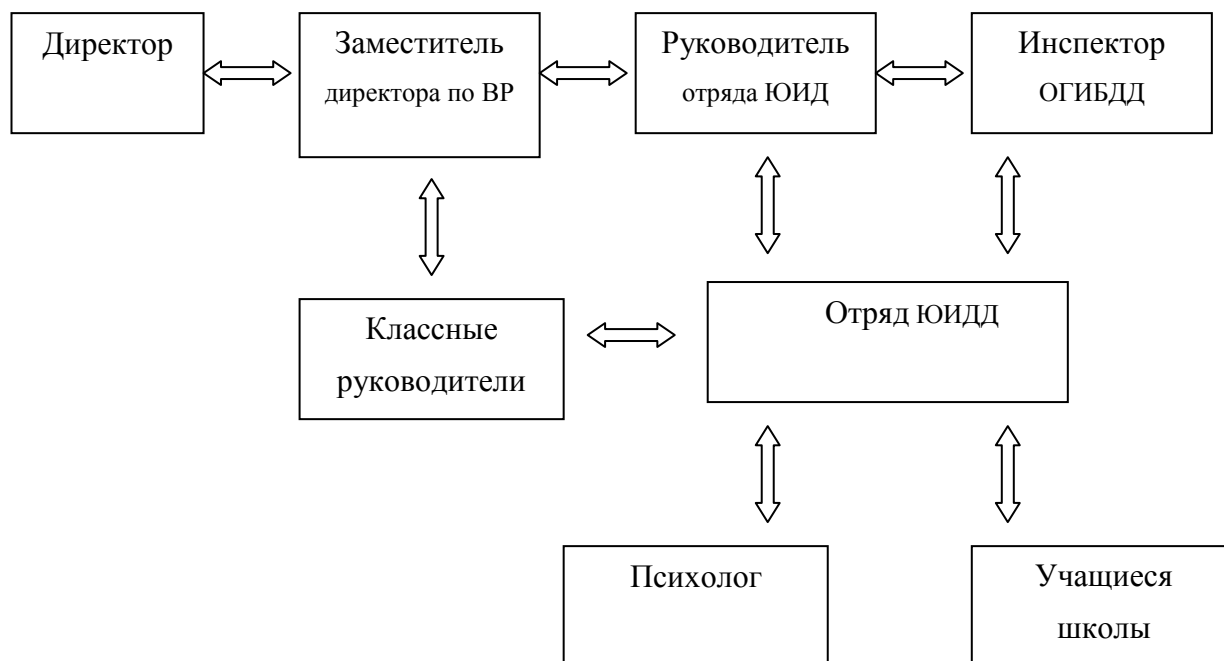 Директор
Заместитель
директора по ВР
Руководитель
отряда ЮИД
Инспектор
ОГИБДД
Классные
руководители
Отряд ЮИДД
Психолог
Учащиеся
школы